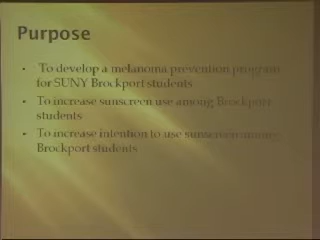 Purpose
• To develop a melanoma prevention program
for SUNY Brockport students
• To increase sunscreen use among Brockport
students
• To increase intention to use sunscreen among
Brockport students